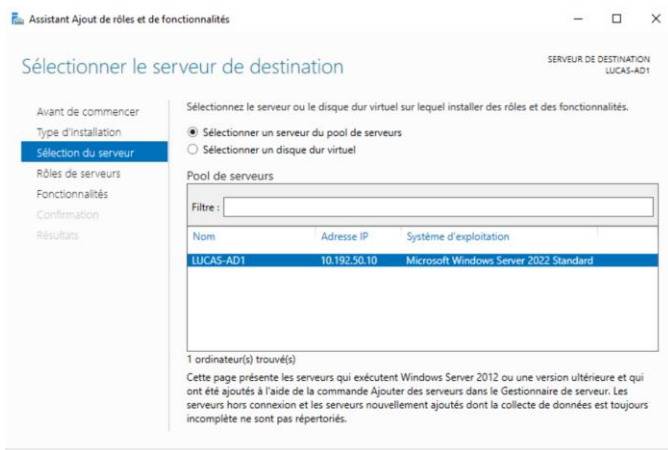 Assistant Ajout de rôles et de fonctionnalités
Sélectionner le serveur de destination
SERVEUR DE DESTINATION
LUCAS-AD1
Avant de commencer
Type d'installation
Sélection du serveur
Rôles de serveurs
Fonctionnalités
Confirmation
Résultats
Sélectionnez le serveur ou le disque dur virtuel sur lequel installer des rôles et des fonctionnalités.
Sélectionner un serveur du pool de serveurs
Sélectionner un disque dur virtuel
Pool de serveurs
Filtre :
Nom Adresse IP Système d'exploitation
LUCAS-AD1 10.192.50.10 Microsoft Windows Server 2022 Standard
1 ordinateur(s) trouvé(s)
Cette page présente les serveurs qui exécutent Windows Server 2012 ou une version ultérieure et qui
ont été ajoutés à l'aide de la commande Ajouter des serveurs dans le Gestionnaire de serveur. Les
serveurs hors connexion et les serveurs nouvellement ajoutés dont la collecte de données est toujours
incomplète ne sont pas répertoriés.